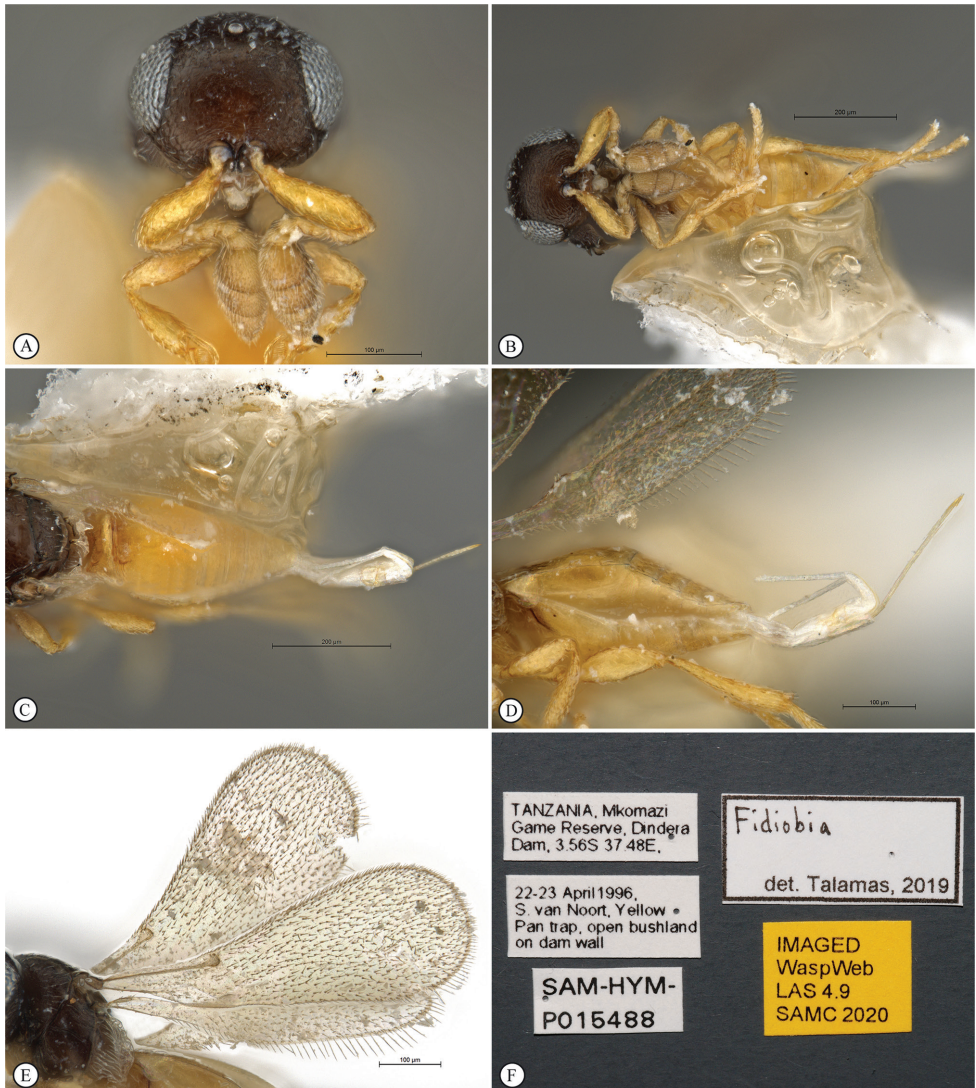 A
100 µm
B
200 µm
C
200 µm
D
100 µm
E
100 µm
TANZANIA, Mkomazi
Game Reserve, Dindera
Dam, 3.56S 37.48E,
22-23 April 1996,
S. van Noort, Yellow
Pan trap, open bushland
on dam wall
SAM-HYM-
P015488
Fidiobia
det. Talamas, 2019
IMAGED
WaspWeb
LAS 4.9
SAMC 2020
F